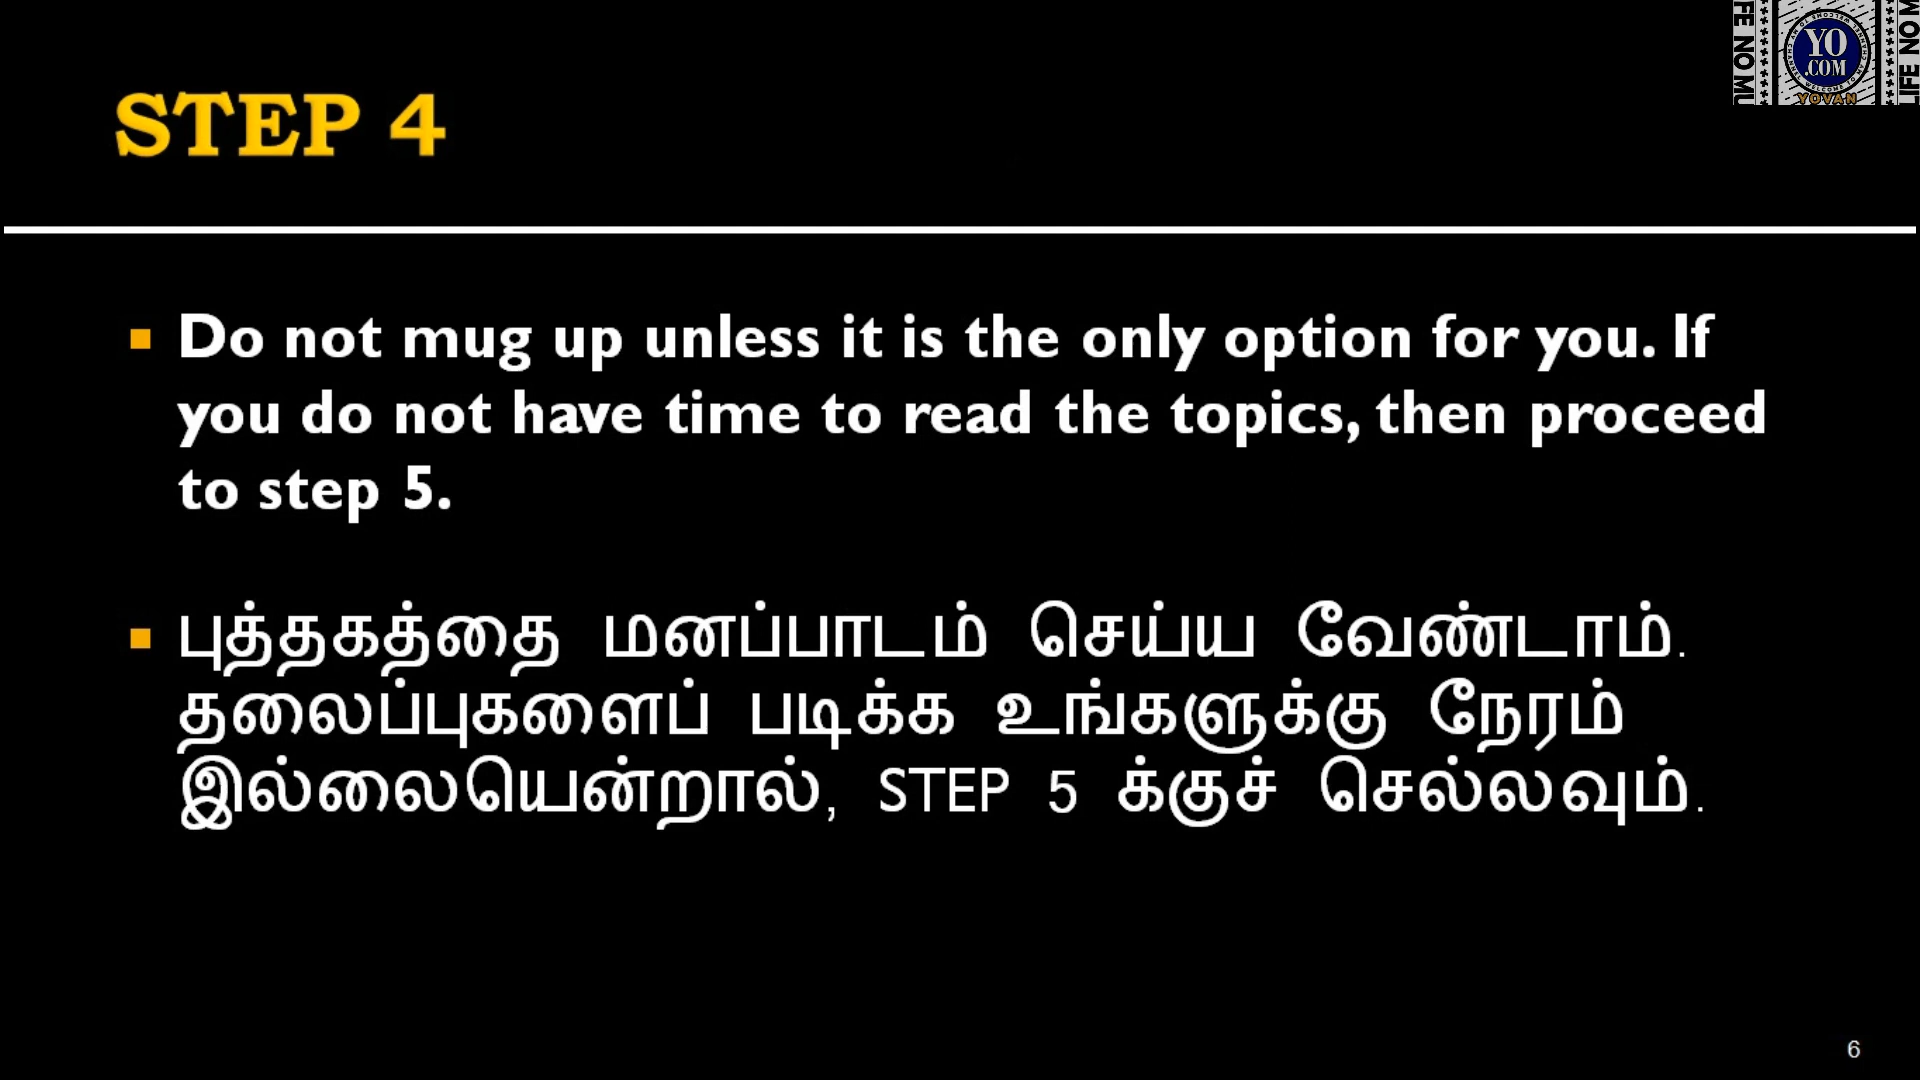 STEP 4
Do not mug up unless it is the only option for you. If
you do not have time to read the topics, then proceed
to step 5.
புத்தகத்தை மனப்பாடம் செய்ய வேண்டாம்.
தலைப்புகளைப் படிக்க உங்களுக்கு நேரம்
இல்லையென்றால், STEP 5 க்குச் செல்லவும்.
YO
.COM
YOVAN
6